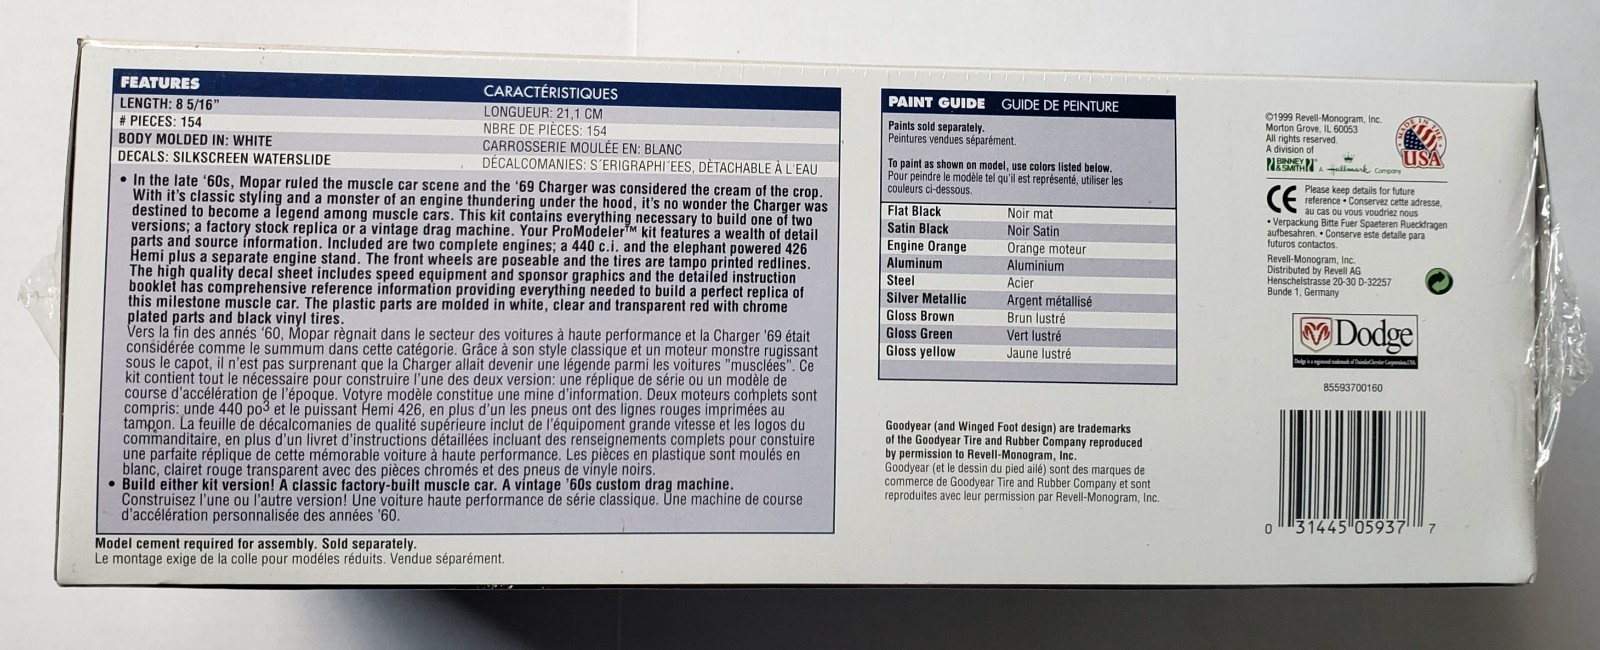 FEATURES
CARACTÉRISTIQUES
LENGTH: 8 5/16"
LONGUEUR: 21,1 CM
# PIECES: 154
NBRE DE PIÈCES: 154
BODY MOLDED IN: WHITE
CARROSSERIE MOULÉE EN: BLANC
DECALS: SILKSCREEN WATERSLIDE
DÉCALCOMANIES: S´ERIGRAPHI´EES, DÈTACHABLE À L'EAU
• In the late '60s, Mopar ruled the muscle car scene and the '69 Charger was considered the cream of the crop.
With it's classic styling and a monster of an engine thundering under the hood, it's no wonder the Charger was
destined to become a legend among muscle cars. This kit contains everything necessary to build one of two
versions; a factory stock replica or a vintage drag machine. Your ProModeler™ kit features a wealth of detail
parts and source information. Included are two complete engines; a 440 c.i. and the elephant powered 426
Hemi plus a separate engine stand. The front wheels are poseable and the tires are tampo printed redlines.
The high quality decal sheet includes speed equipment and sponsor graphics and the detailed instruction
booklet has comprehensive reference information providing everything needed to build a perfect replica of
this milestone muscle car. The plastic parts are molded in white, clear and transparent red with chrome
plated parts and black vinyl tires.
Vers la fin des annés '60, Mopar règnait dans le secteur des voitures à haute performance et la Charger '69 était
considérée comme le summum dans cette catégorie. Grâce à son style classique et un moteur monstre rugissant
sous le capot, il n'est pas surprenant que la Charger allait devenir une légende parmi les voitures "musclées". Ce
kit contient tout le nécessaire pour construire l'une des deux version: une réplique de série ou un modèle de
course d'accélération de l'époque. Votyre modèle constitue une mine d'information. Deux moteurs complets sont
compris: unde 440 po³ et le puissant Hemi 426, en plus d'un les pneus ont des lignes rouges imprimées au
tampon. La feuille de décalcomanies de qualité supérieure inclut de l'équipoment grande vitesse et les logos du
commanditaire, en plus d'un livret d'instructions détaillées incluant des renseignements complets pour constuire
une parfaite réplique de cette mémorable voiture à haute performance. Les pièces en plastique sont moulés en
blanc, clairet rouge transparent avec des pièces chromés et des pneus de vinyle noirs.
• Build either kit version! A classic factory-built muscle car. A vintage '60s custom drag machine.
Construisez l'une ou l'autre version! Une voiture haute performance de série classique. Une machine de course
d'accélération personnalisée des années '60.
Model cement required for assembly. Sold separately.
Le montage exige de la colle pour modéles réduits. Vendue séparément.
PAINT GUIDE GUIDE DE PEINTURE
Paints sold separately.
Peintures vendues séparément.
To paint as shown on model, use colors listed below.
Pour peindre le modèle tel qu'il est représenté, utiliser les
couleurs ci-dessous.
Flat Black Noir mat
Satin Black Noir Satin
Engine Orange Orange moteur
Aluminum Aluminium
Steel Acier
Silver Metallic Argent métallisé
Gloss Brown Brun lustré
Gloss Green Vert lustré
Gloss yellow Jaune lustré
Goodyear (and Winged Foot design) are trademarks
of the Goodyear Tire and Rubber Company reproduced
by permission to Revell-Monogram, Inc.
Goodyear (et le dessin du pied ailé) sont des marques de
commerce de Goodyear Tire and Rubber Company et sont
reproduites avec leur permission par Revell-Monogram, Inc.
©1999 Revell-Monogram, Inc.
Morton Grove, IL 60053
All rights reserved.
A division of
BINNEY
& SMITH
A Hallmark Company
MADE IN THE
USA
CE
Please keep details for future
reference • Conservez cette adresse,
au cas ou vous voudriez nous
• Verpackung Bitte Fuer Spaeteren Rueckfragen
aufbesahren. • Conserve este detalle para
futuros contactos.
Revell-Monogram, Inc.
Distributed by Revell AG
Henschelstrasse 20-30 D-32257
Bunde 1, Germany
Dodge
Dodge is a registered trademark of DaimlerChrysler Corporation, USA
85593700160
0 31445 05937 7